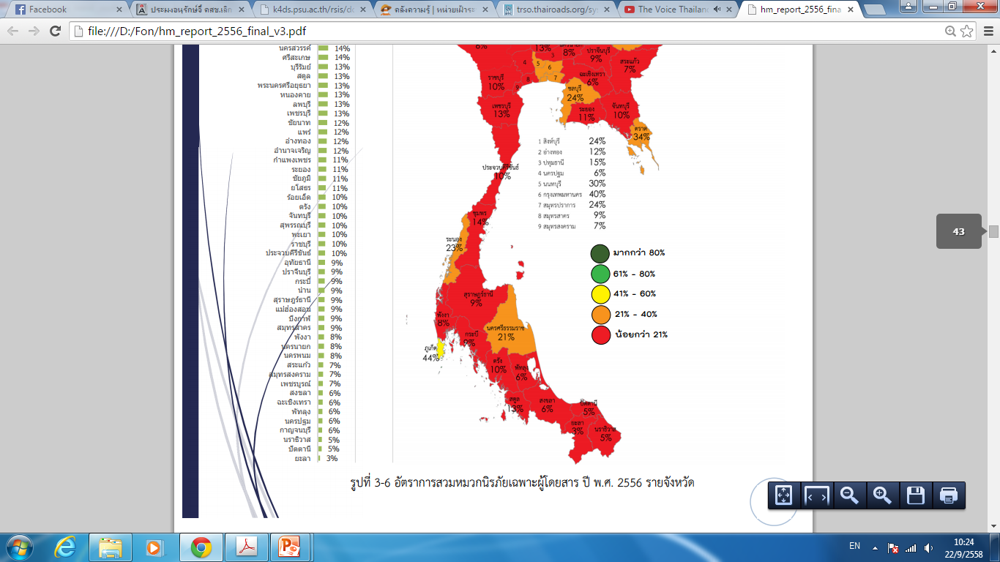 Facebook
ประมงอนุรักษ์จี้ ตสช.เลิก
k4ds.psu.ac.th/rsis/do
คลังความรู้ | หน่วยเฝ้าระ
trso.thairoads.org/sys
The Voice Thailand
hm_report_2556_fina
file:///D:/Fon/hm_report_2556_final_v3.pdf
นครสวรรค์ 14%
ศรีสะเกษ 14%
บุรีรัมย์ 13%
สตูล 13%
พระนครศรีอยุธยา 13%
หนองคาย 13%
ลพบุรี 13%
เพชรบุรี 13%
ชัยนาท 12%
แพร่ 12%
อ่างทอง 12%
อำนาจเจริญ 12%
กำแพงเพชร 11%
ระยอง 11%
ชัยภูมิ 11%
ยโสธร 11%
ร้อยเอ็ด 10%
ตรัง 10%
จันทบุรี 10%
สุพรรณบุรี 10%
พะเยา 10%
ราชบุรี 10%
ประจวบคีรีขันธ์ 10%
อุทัยธานี 9%
ปราจีนบุรี 9%
กระบี่ 9%
น่าน 9%
สุราษฎร์ธานี 9%
แม่ฮ่องสอน 9%
บึงกาฬ 9%
สมุทรสาคร 9%
พังงา 8%
นครนายก 8%
นครพนม 8%
สระแก้ว 7%
สมุทรสงคราม 7%
เพชรบูรณ์ 7%
สงขลา 6%
ฉะเชิงเทรา 6%
พัทลุง 6%
นครปฐม 6%
กาญจนบุรี 6%
นราธิวาส 5%
ปัตตานี 5%
ยะลา 3%
6%
13%
นครนายก
8%
ปราจีนบุรี
9%
สระแก้ว
7%
3
4
5
6
7
8
9
ราชบุรี
10%
ฉะเชิงเทรา
6%
ชลบุรี
24%
เพชรบุรี
13%
ระยอง
11%
จันทบุรี
10%
ตราด
34%
1 สิงห์บุรี 24%
2 อ่างทอง 12%
3 ปทุมธานี 15%
4 นครปฐม 6%
5 นนทบุรี 30%
6 กรุงเทพมหานคร 40%
7 สมุทรปราการ 24%
8 สมุทรสาคร 9%
9 สมุทรสงคราม 7%
ประจวบคีรีขันธ์
10%
ชุมพร
14%
ระนอง
23%
สุราษฎร์ธานี
9%
พังงา
8%
กระบี่
9%
นครศรีธรรมราช
21%
ภูเก็ต
44%
ตรัง
10%
พัทลุง
6%
สตูล
13%
สงขลา
6%
ปัตตานี
5%
ยะลา
3%
นราธิวาส
5%
มากกว่า 80%
61% - 80%
41% - 60%
21% - 40%
น้อยกว่า 21%
43
รูปที่ 3-6 อัตราการสวมหมวกนิรภัยเฉพาะผู้โดยสาร ปี พ.ศ. 2556 รายจังหวัด
EN
10:24
22/9/2558